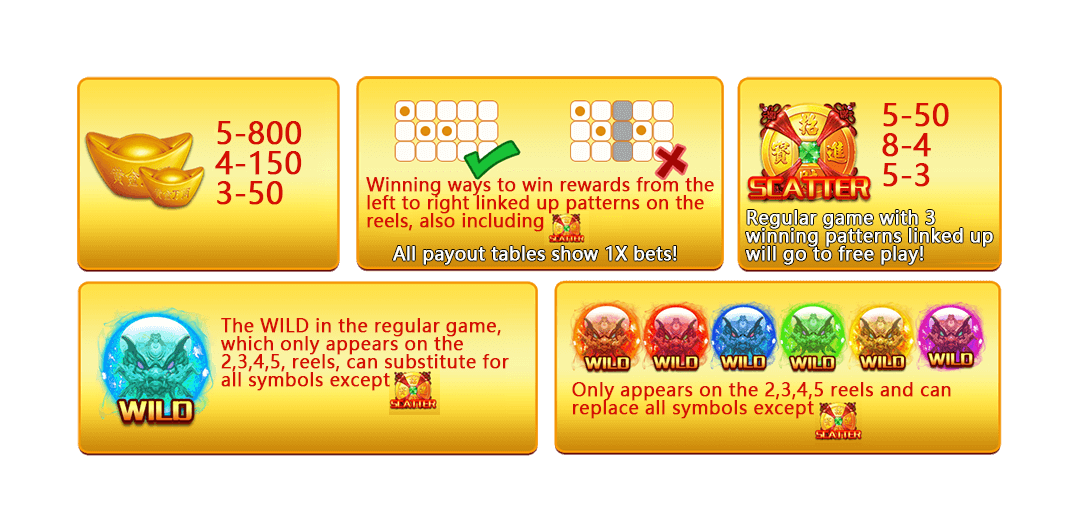 5-800
4-150
3-50
Winning ways to win rewards from the
left to right linked up patterns on the
reels, also including
SCATTER
All payout tables show 1X bets!
招
寶 進
SCATTER
5-50
8-4
5-3
Regular game with 3
winning patterns linked up
will go to free play!
WILD
The WILD in the regular game,
which only appears on the
2,3,4,5, reels, can substitute for
all symbols except
SCATTER
WILD WILD WILD WILD WILD WILD
Only appears on the 2,3,4,5 reels and can
replace all symbols except
SCATTER